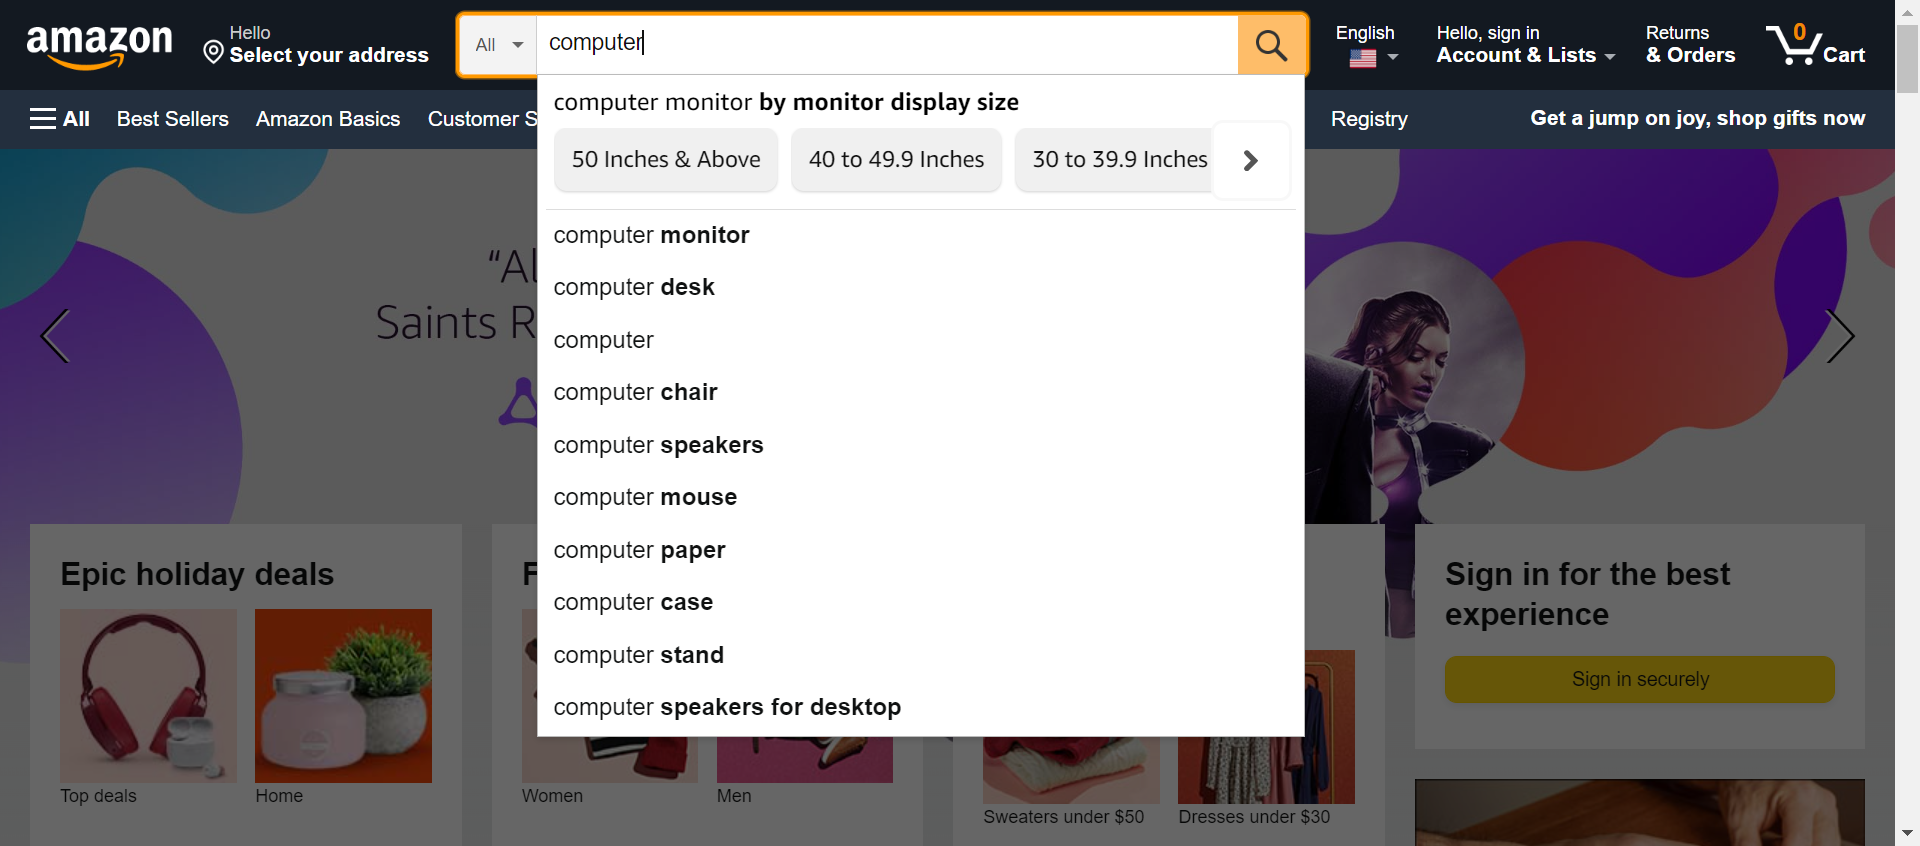 amazon
Hello
Select your address
All
computer
English
Hello, sign in
Account & Lists
Returns
& Orders
0
Cart
All
Best Sellers
Amazon Basics
Customer S
Registry
Get a jump on joy, shop gifts now
computer monitor by monitor display size
50 Inches & Above
40 to 49.9 Inches
30 to 39.9 Inches
computer monitor
computer desk
computer
computer chair
computer speakers
computer mouse
computer paper
computer case
computer stand
computer speakers for desktop
“Al
Saints R
Epic holiday deals
Top deals
Home
F
Women
Men
Sweaters under $50
Dresses under $30
Sign in for the best
experience
Sign in securely